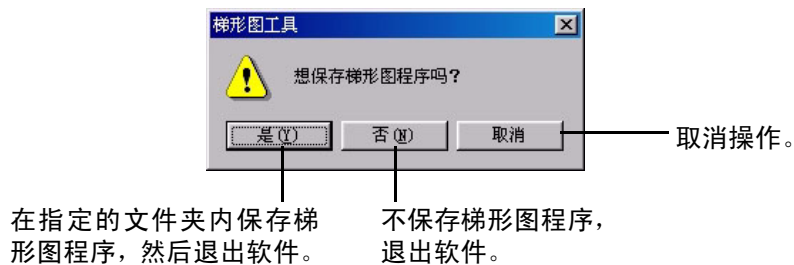 梯形图工具
想保存梯形图程序吗?
是(Y) 否(N) 取消
取消操作。
在指定的文件夹内保存梯
形图程序，然后退出软件。
不保存梯形图程序，
退出软件。